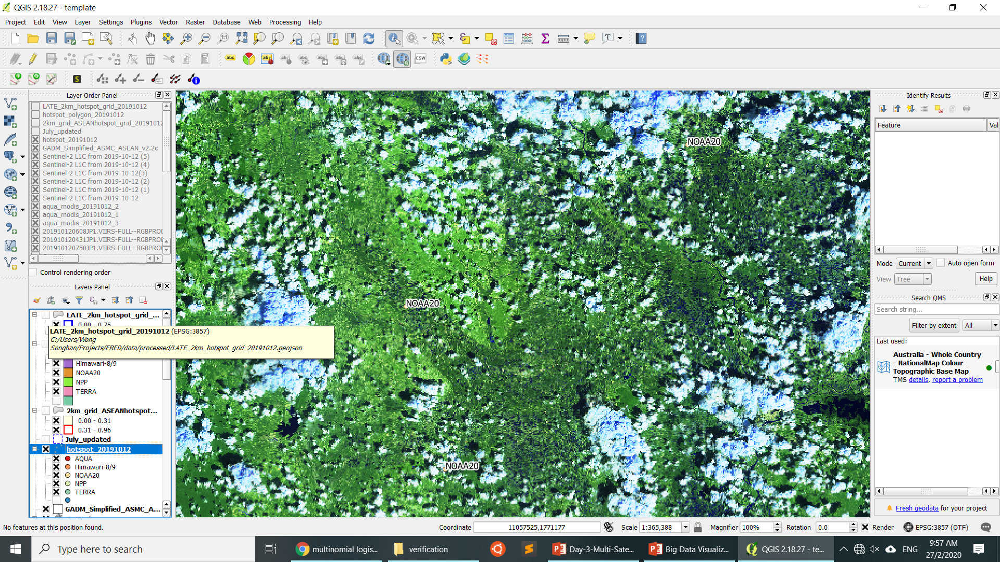 QGIS 2.18.27 - template
Project Edit View Layer Settings Plugins Vector Raster Database Web Processing Help
Layer Order Panel
LATE_2km_hotspot_grid_20191012
hotspot_polygon_20191012
2km_grid_ASEANhotspot_grid_20191012
July_updated
hotspot_20191012
GADM_Simplified_ASMC_ASEAN_v2.2c
Sentinel-2 L1C from 2019-10-12 (5)
Sentinel-2 L1C from 2019-10-12 (4)
Sentinel-2 L1C from 2019-10-12(3)
Sentinel-2 L1C from 2019-10-12 (2)
Sentinel-2 L1C from 2019-10-12 (1)
Sentinel-2 L1C from 2019-10-12
aqua_modis_20191012_2
aqua_modis_20191012_1
aqua_modis_20191012_3
201910120608JP1.VIIRS-FULL--RGBPROD
201910120431JP1.VIIRS-FULL--RGBPROD
201910120750JP1.VIIRS-FULL--RGBPROD
Control rendering order
Layers Panel
LATE_2km_hotspot_grid_...
0.00 - 0.75
LATE_2km_hotspot_grid_20191012 (EPSG:3857)
C:/Users/Wong
Songhan/Projects/FRED/data/processed/LATE_2km_hotspot_grid_20191012.geojson
Himawari-8/9
NOAA20
NPP
TERRA
2km_grid_ASEANhotspot...
0.00 - 0.31
0.31 - 0.96
July_updated
hotspot_20191012
AQUA
Himawari-8/9
NOAA20
NPP
TERRA
GADM_Simplified_ASMC_A...
NOAA20
NOAA20
NOAA20
Identify Results
Feature Val
Mode Current Auto open form
View Tree Help
Search QMS
Search string...
Filter by extent All
Last used:
Australia - Whole Country
- NationalMap Colour
Topographic Base Map
TMS details, report a problem
Fresh geodata for your project
No features at this position found.
Coordinate 11057525,1771177 Scale 1:365,388 Magnifier 100% Rotation 0.0 Render EPSG:3857 (OTF)
Type here to search
multinomial logis...
verification
Day-3-Multi-Sate...
Big Data Visualiz...
QGIS 2.18.27 - te...
ENG
9:57 AM
27/2/2020
abc
CSW